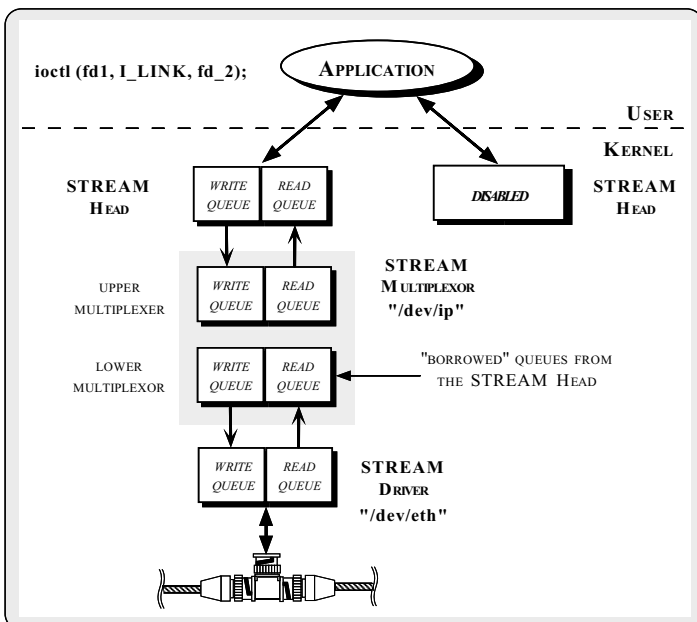 ioctl (fd1, I_LINK, fd_2);
APPLICATION
USER
KERNEL
STREAM
HEAD
WRITE
QUEUE
READ
QUEUE
DISABLED
STREAM
HEAD
UPPER
MULTIPLEXER
WRITE
QUEUE
READ
QUEUE
STREAM
MULTIPLEXOR
"/dev/ip"
LOWER
MULTIPLEXOR
WRITE
QUEUE
READ
QUEUE
"BORROWED" QUEUES FROM
THE STREAM HEAD
WRITE
QUEUE
READ
QUEUE
STREAM
DRIVER
"/dev/eth"